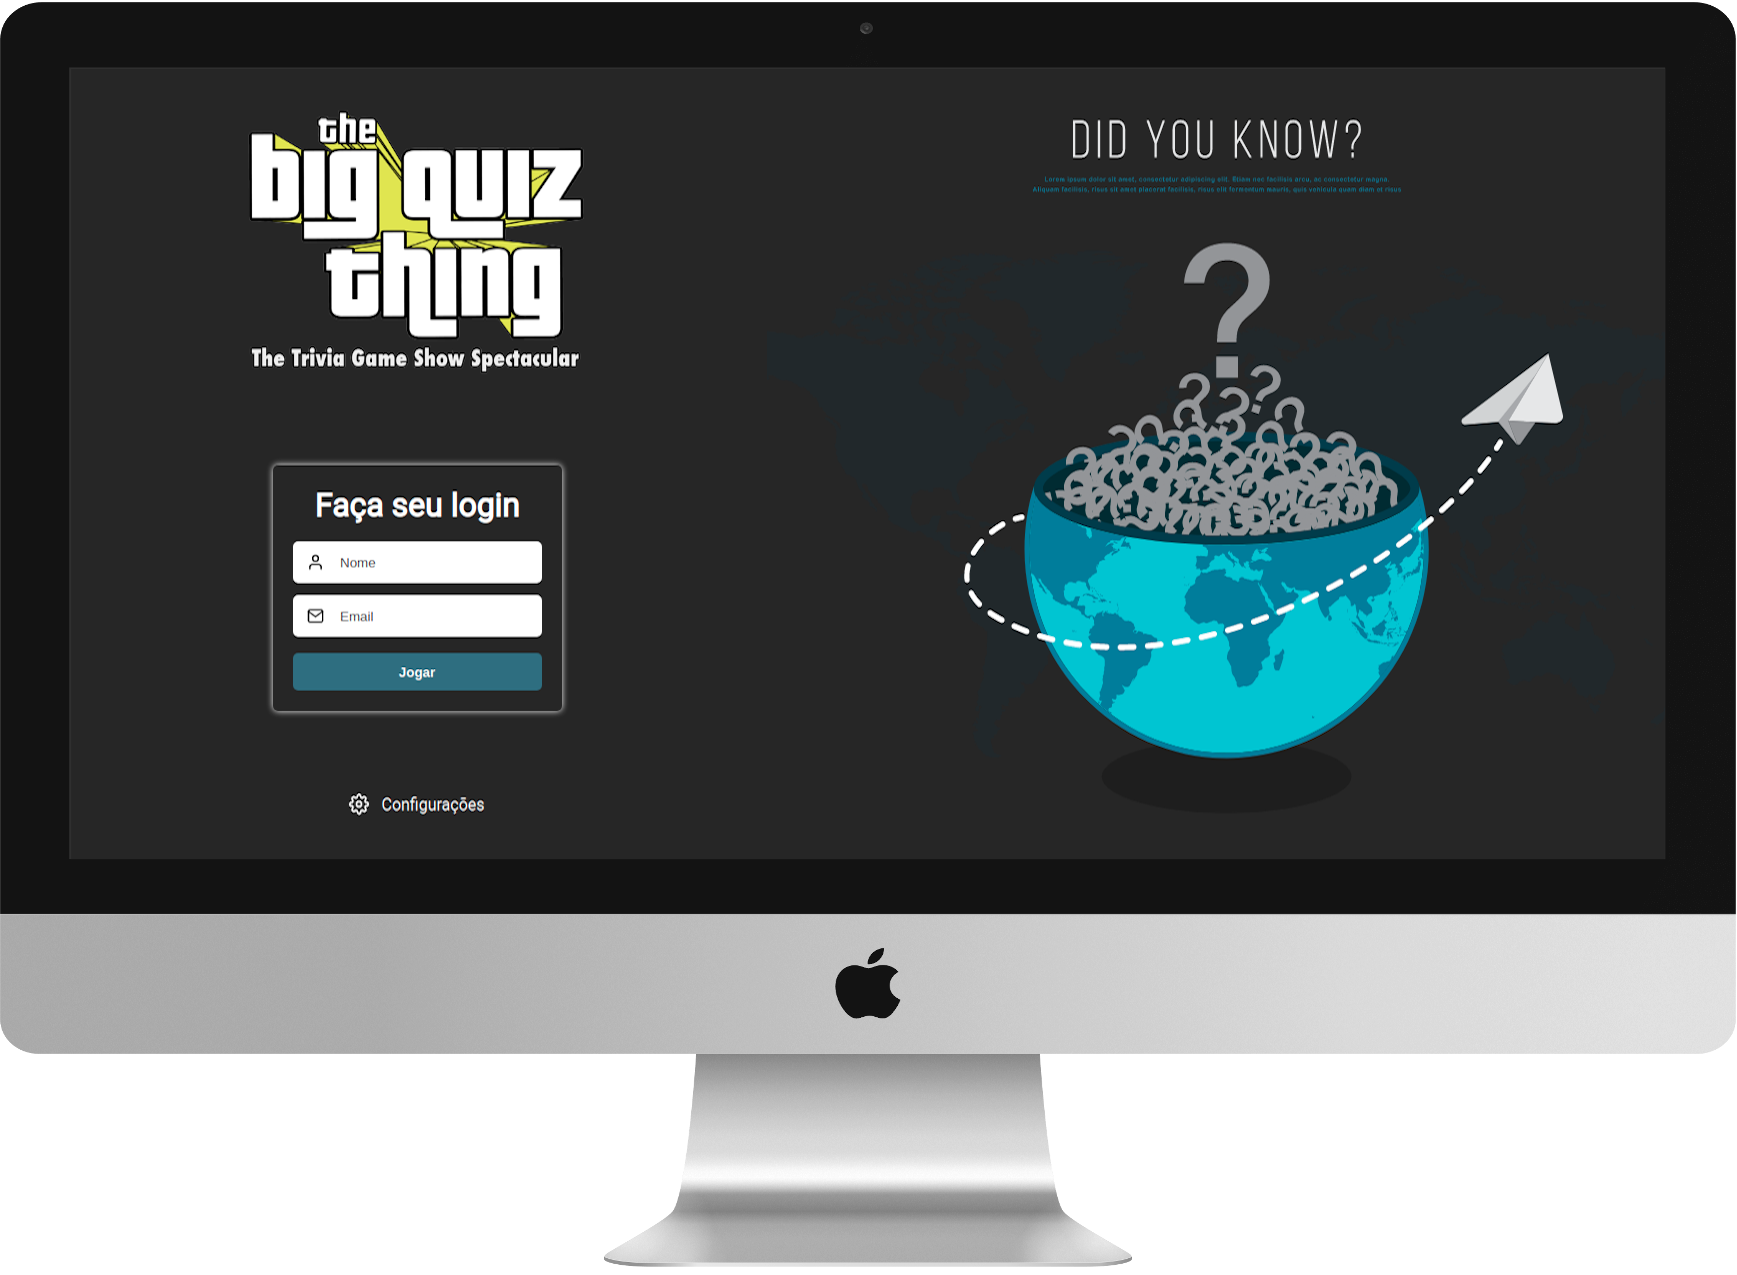 the
big quiz
thing
The Trivia Game Show Spectacular
Faça seu login
Nome
Email
Jogar
Configurações
DID YOU KNOW?
Lorem ipsum dolor sit amet, consectetur adipiscing elit. Etiam nec facilisis arcu, ac consectetur magna.
Aliquam facilisis, risus sit amet placerat facilisis, risus elit fermentum mauris, quis vehicula quam diam et risus
?
? ? ?